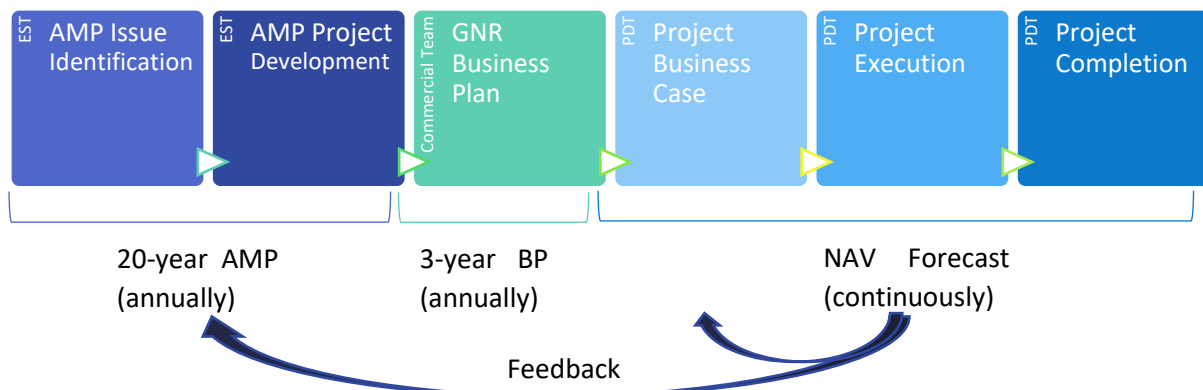 EST
AMP Issue
Identification
EST
AMP Project
Development
Commercial Team
GNR
Business
Plan
PDT
Project
Business
Case
PDT
Project
Execution
PDT
Project
Completion
20-year AMP
(annually)
3-year BP
(annually)
NAV Forecast
(continuously)
Feedback